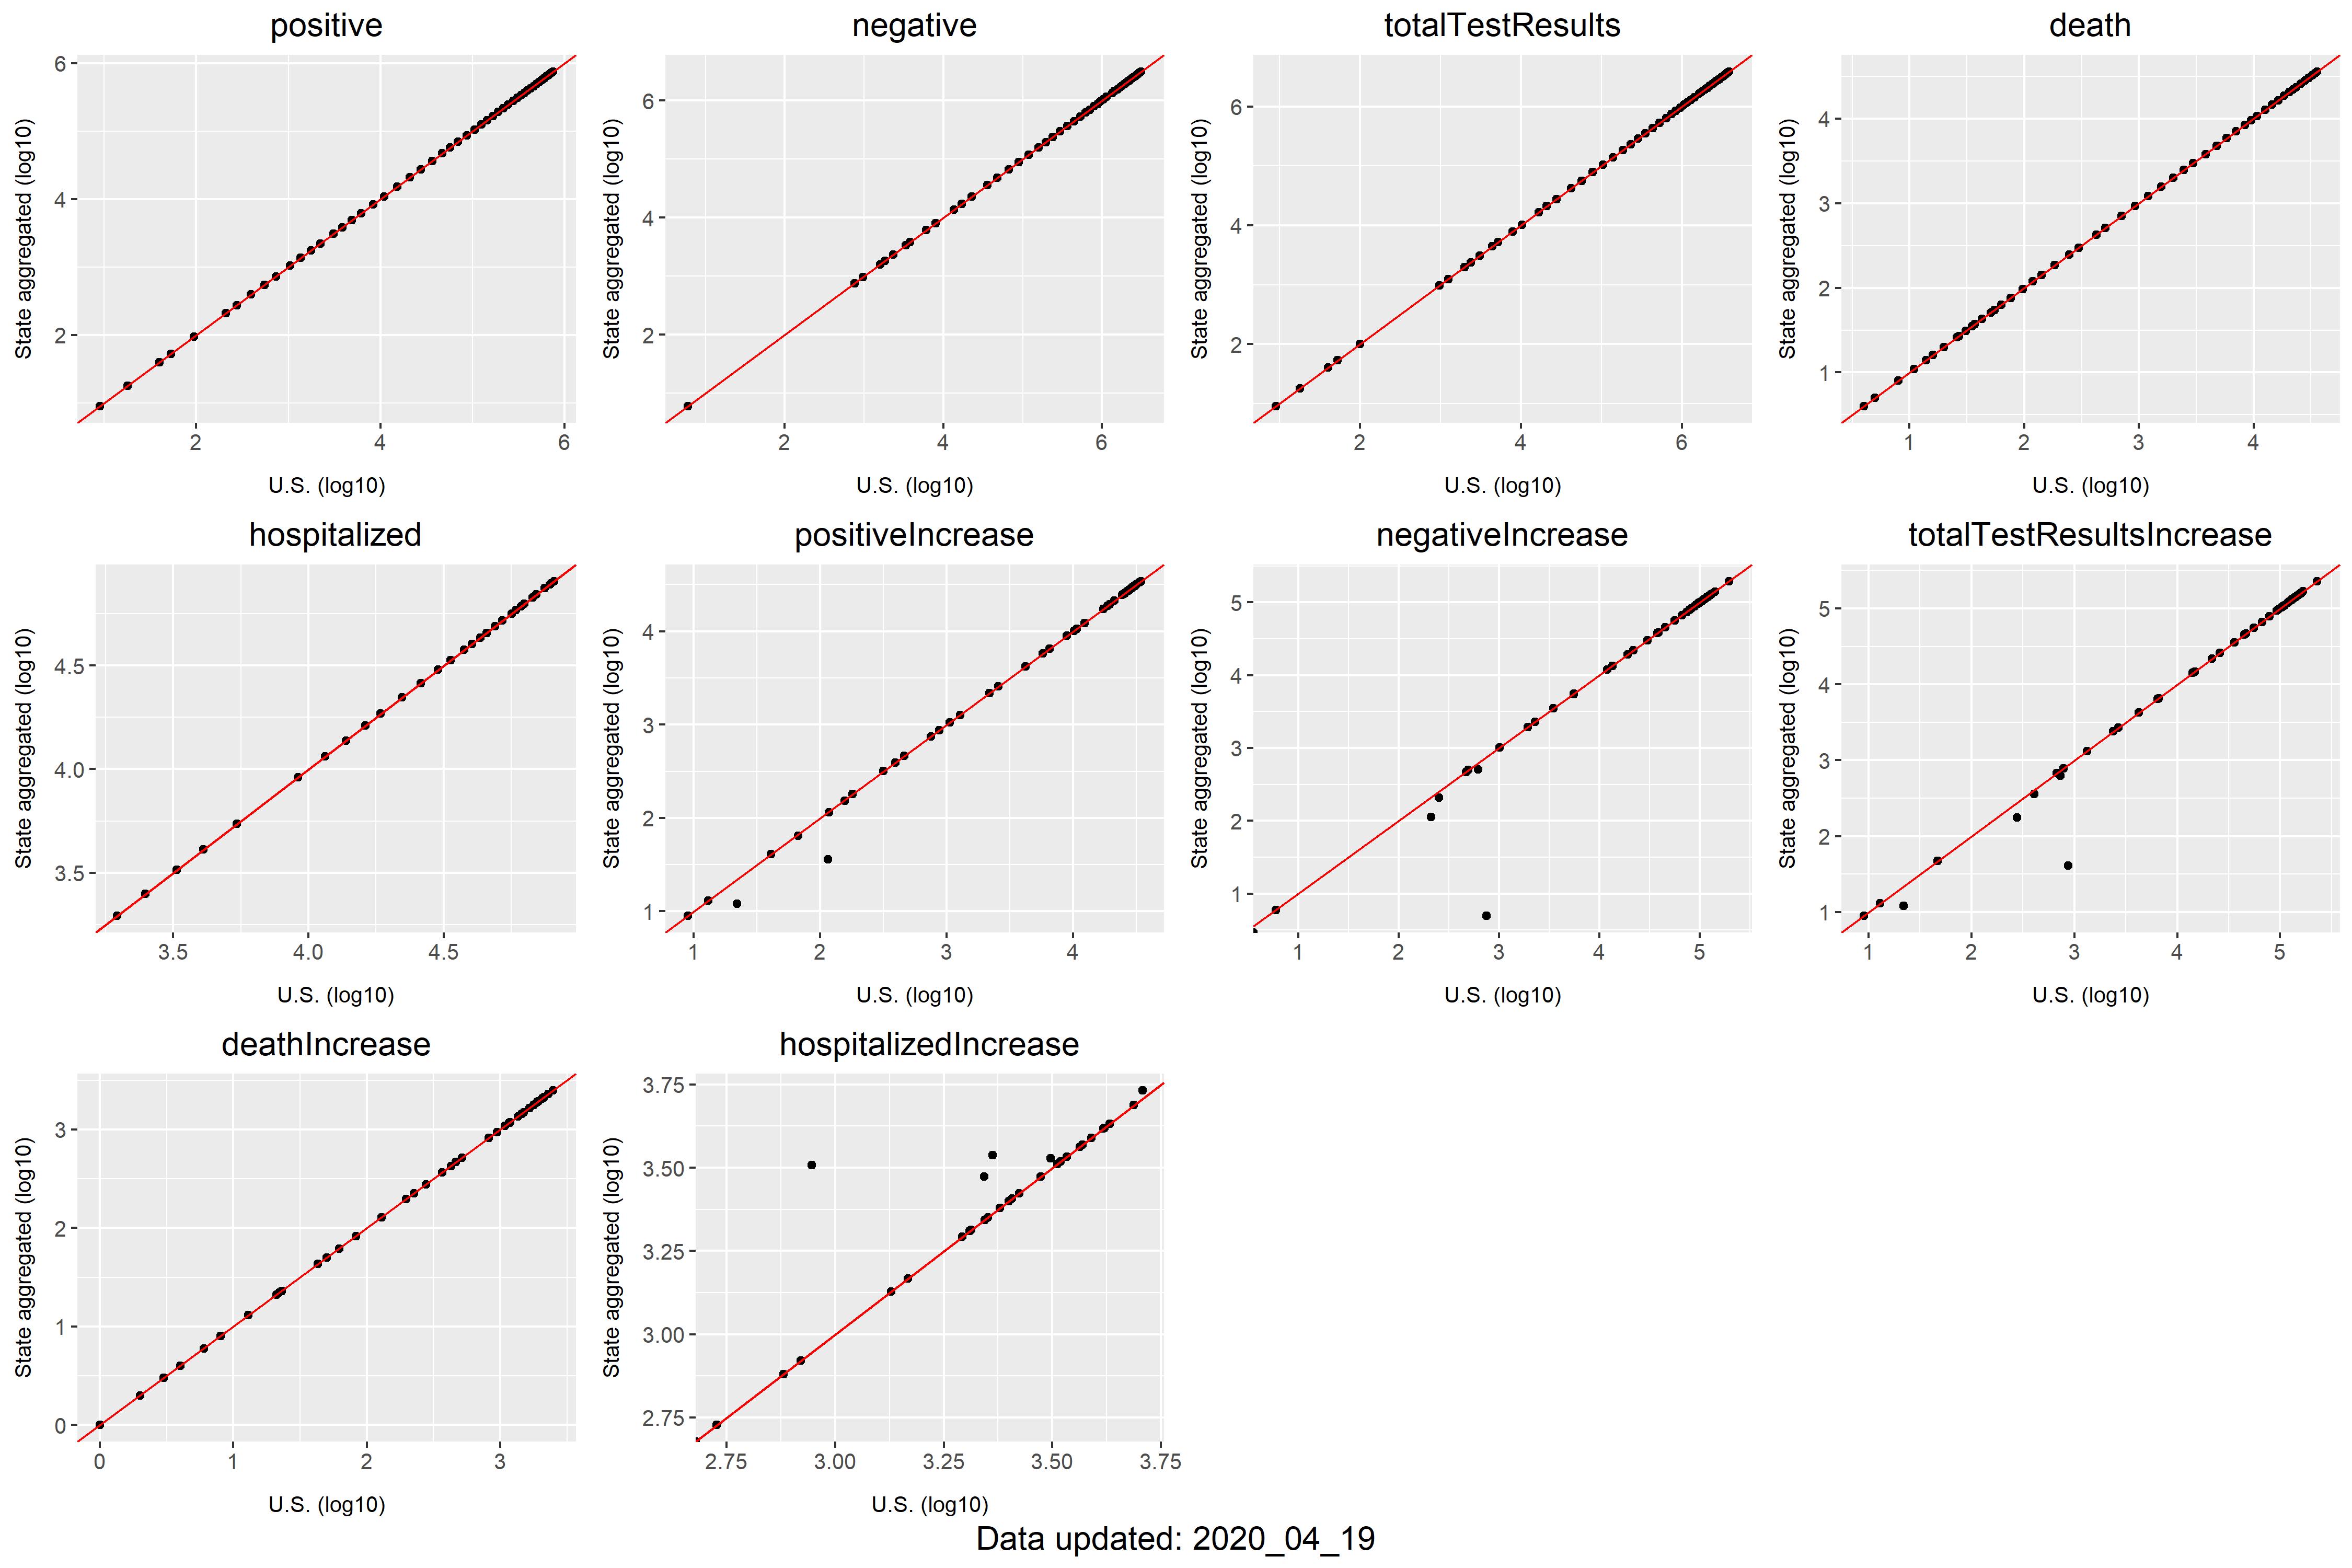 positive
State aggregated (log10)
6
4
2
2 4 6
U.S. (log10)
negative
State aggregated (log10)
6
4
2
2 4 6
U.S. (log10)
totalTestResults
State aggregated (log10)
6
4
2
2 4 6
U.S. (log10)
death
State aggregated (log10)
4
3
2
1
1 2 3 4
U.S. (log10)
hospitalized
State aggregated (log10)
4.5
4.0
3.5
3.5 4.0 4.5
U.S. (log10)
positiveIncrease
State aggregated (log10)
4
3
2
1
1 2 3 4
U.S. (log10)
negativeIncrease
State aggregated (log10)
5
4
3
2
1
1 2 3 4 5
U.S. (log10)
totalTestResultsIncrease
State aggregated (log10)
5
4
3
2
1
1 2 3 4 5
U.S. (log10)
deathIncrease
State aggregated (log10)
3
2
1
0
0 1 2 3
U.S. (log10)
hospitalizedIncrease
State aggregated (log10)
3.75
3.50
3.25
3.00
2.75
2.75 3.00 3.25 3.50 3.75
U.S. (log10)
Data updated: 2020_04_19